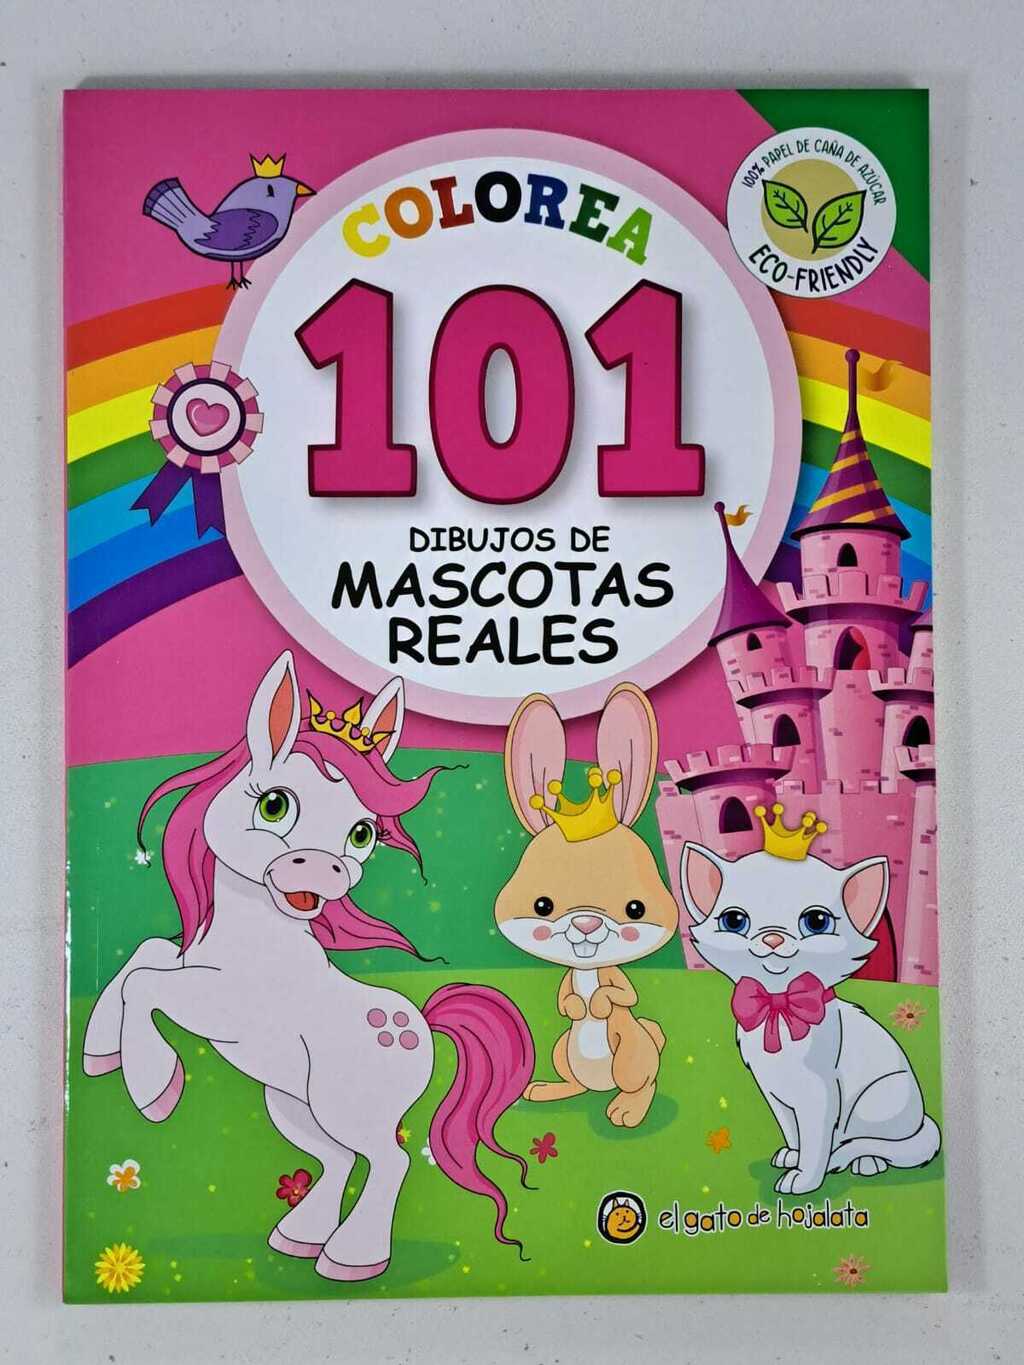 COLOREA
101
DIBUJOS DE
MASCOTAS
REALES
100% PAPEL DE CAÑA DE AZÚCAR
ECO-FRIENDLY
el gato de hojalata